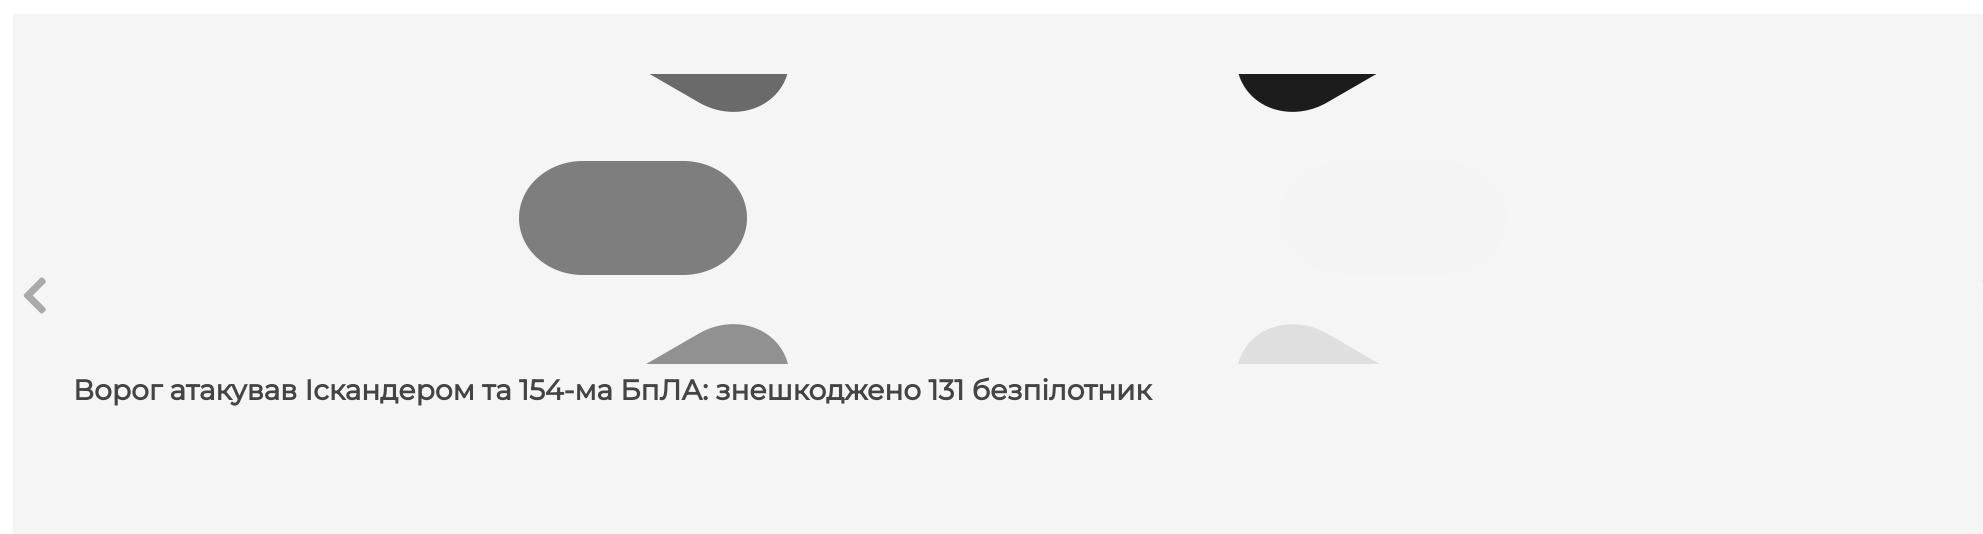 Ворог атакував Іскандером та 154-ма БпЛА: знешкоджено 131 безпілотник